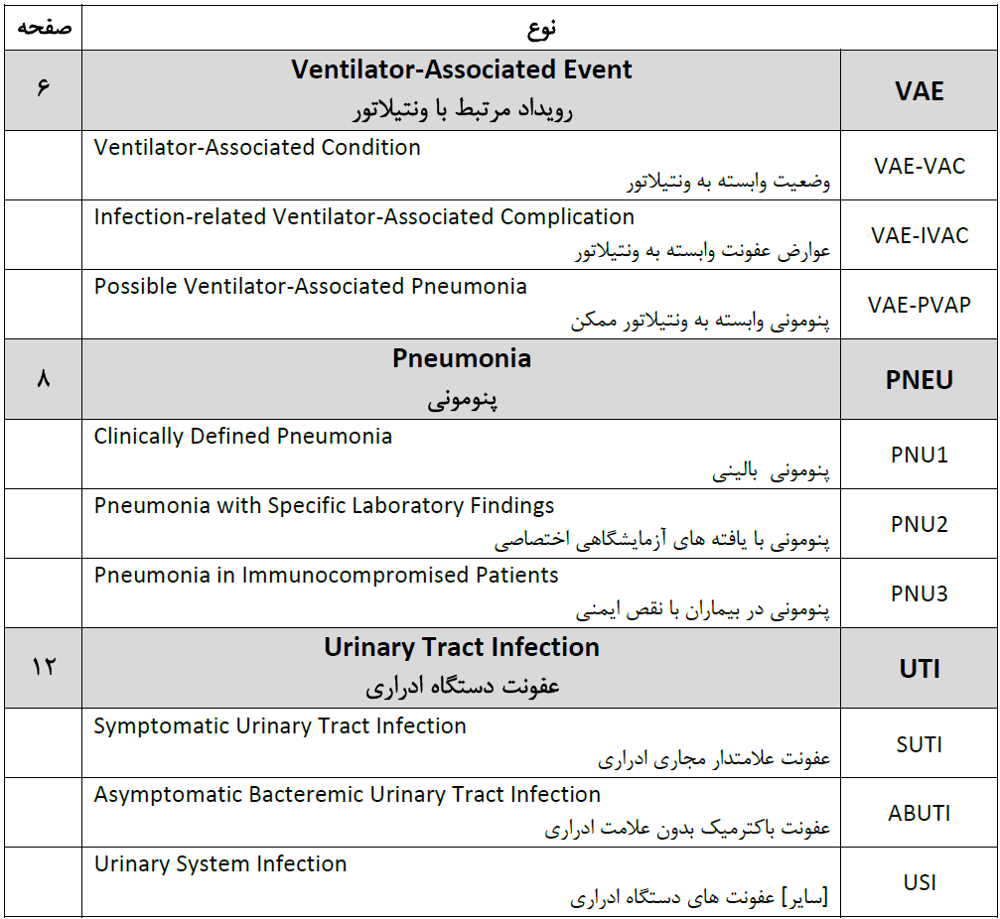 نوع صفحه
VAE Ventilator-Associated Event ۶
رویداد مرتبط با ونتیلاتور
VAE-VAC Ventilator-Associated Condition
وضعیت وابسته به ونتیلاتور
VAE-IVAC Infection-related Ventilator-Associated Complication
عوارض عفونت وابسته به ونتیلاتور
VAE-PVAP Possible Ventilator-Associated Pneumonia
پنومونی وابسته به ونتیلاتور ممکن
PNEU Pneumonia ۸
پنومونی
PNU1 Clinically Defined Pneumonia
پنومونی بالینی
PNU2 Pneumonia with Specific Laboratory Findings
پنومونی با یافته های آزمایشگاهی اختصاصی
PNU3 Pneumonia in Immunocompromised Patients
پنومونی در بیماران با نقص ایمنی
UTI Urinary Tract Infection ۱۲
عفونت دستگاه ادراری
SUTI Symptomatic Urinary Tract Infection
عفونت علامتدار مجاری ادراری
ABUTI Asymptomatic Bacteremic Urinary Tract Infection
عفونت باکترمیک بدون علامت ادراری
USI Urinary System Infection
[سایر] عفونت های دستگاه ادراری